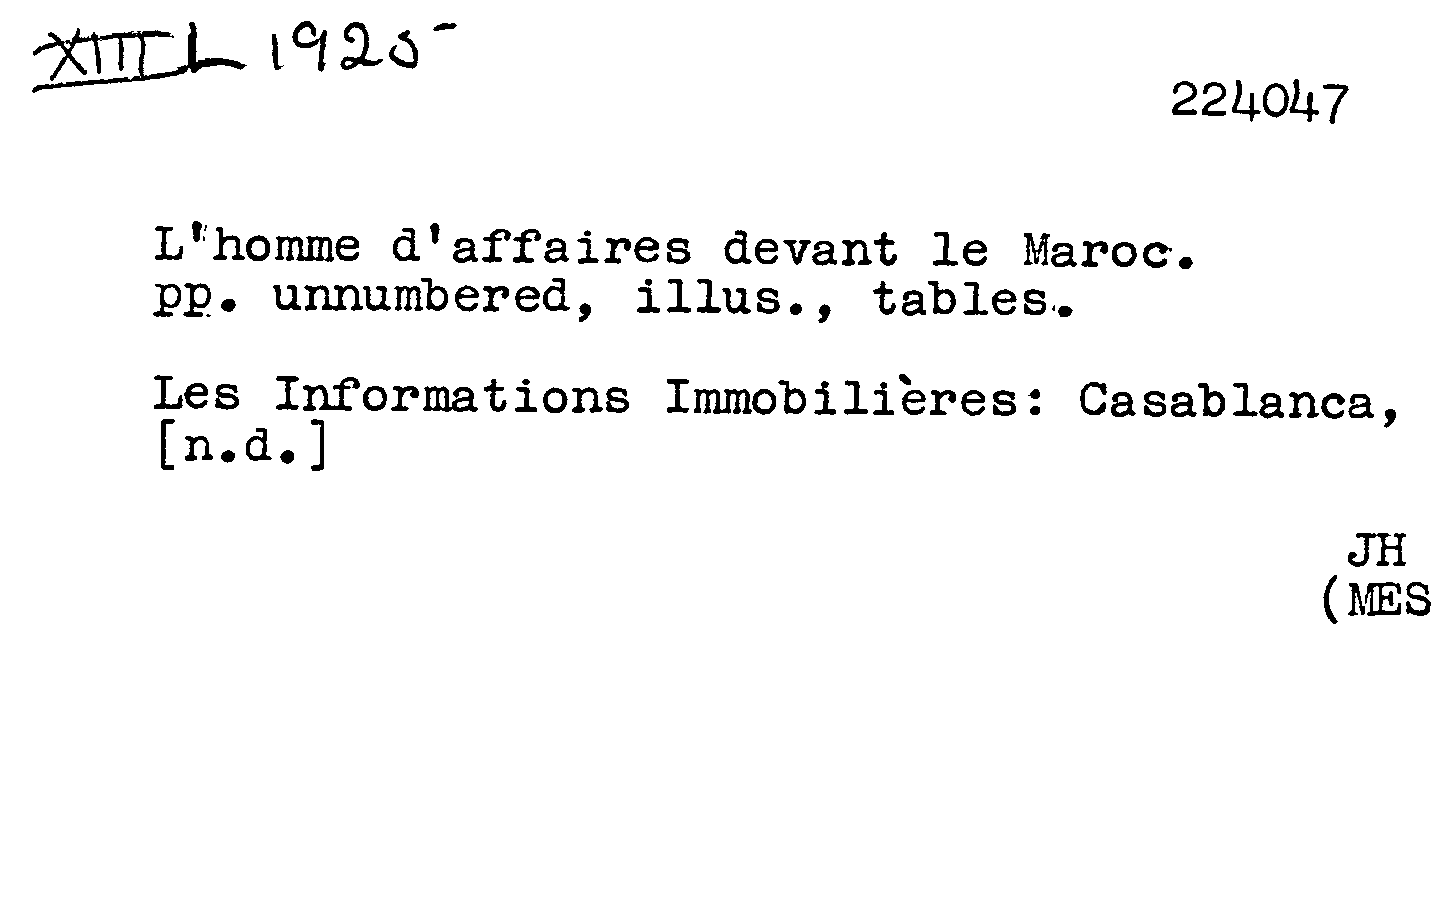 XIII L 1925
224047
L'homme d'affaires devant le Maroc.
pp. unnumbered, illus., tables.
Les Informations Immobilières: Casablanca,
[n.d.]
JH
(MES